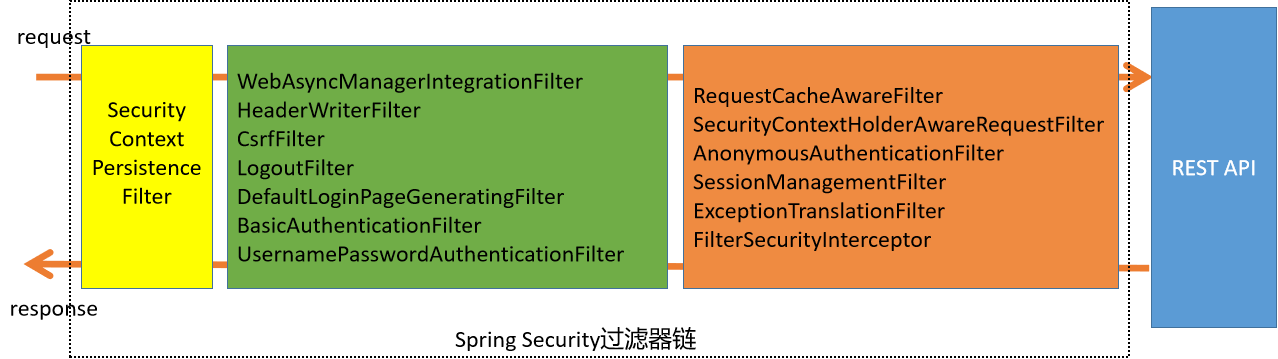 request
Security
Context
Persistence
Filter
WebAsyncManagerIntegrationFilter
HeaderWriterFilter
CsrfFilter
LogoutFilter
DefaultLoginPageGeneratingFilter
BasicAuthenticationFilter
UsernamePasswordAuthenticationFilter
RequestCacheAwareFilter
SecurityContextHolderAwareRequestFilter
AnonymousAuthenticationFilter
SessionManagementFilter
ExceptionTranslationFilter
FilterSecurityInterceptor
REST API
response
Spring Security过滤器链